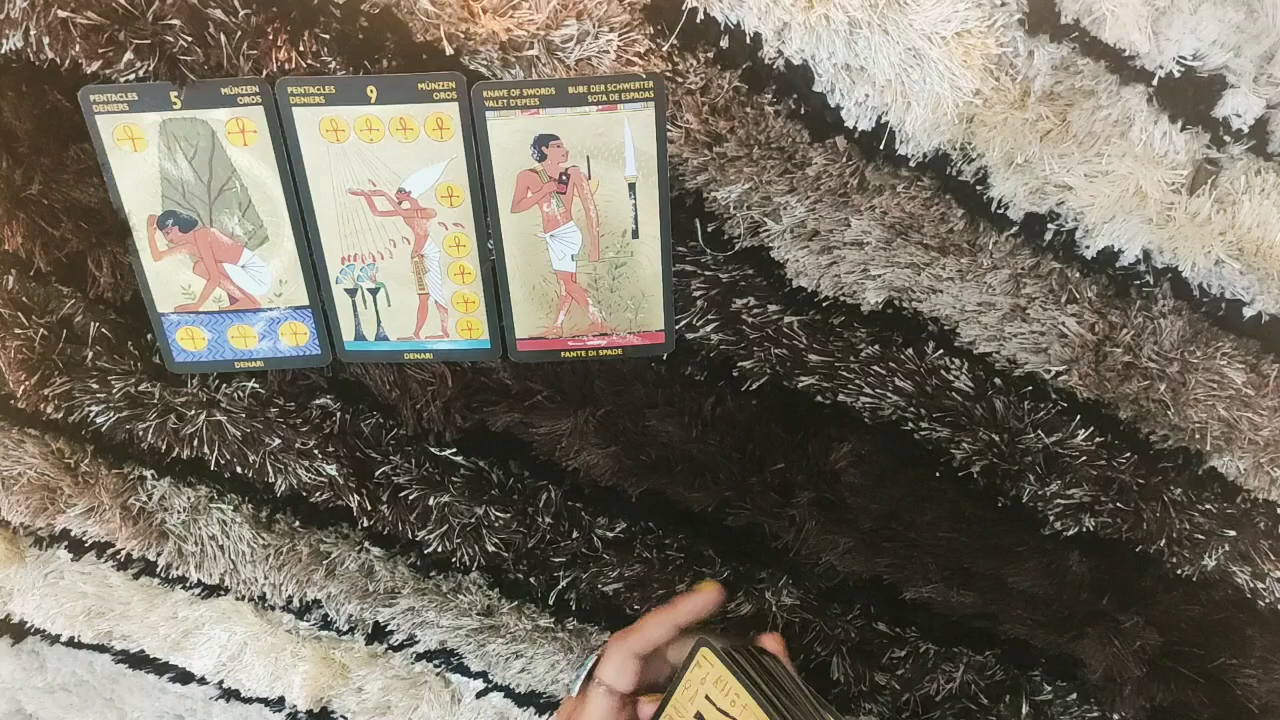 PENTACLES 5 MÜNZEN
DENIERS OROS
DENARI
PENTACLES 9 MÜNZEN
DENIERS OROS
DENARI
KNAVE OF SWORDS BUBE DER SCHWERTER
VALET D'EPEES SOTA DE ESPADAS
FANTE DI SPADE